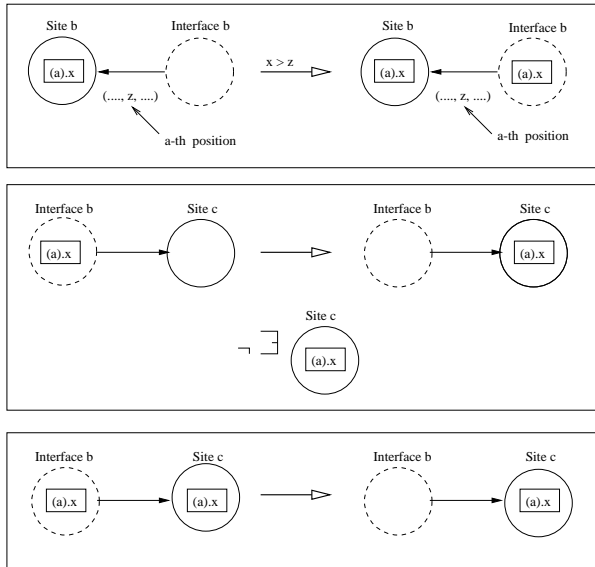 Site b Interface b Site b Interface b
(a).x x > z (a).x (a).x
(...., z, ....) (...., z, ....)
a-th position a-th position
Interface b Site c Interface b Site c
(a).x (a).x
Site c
¬ ∃ (a).x
Interface b Site c Interface b Site c
(a).x (a).x (a).x